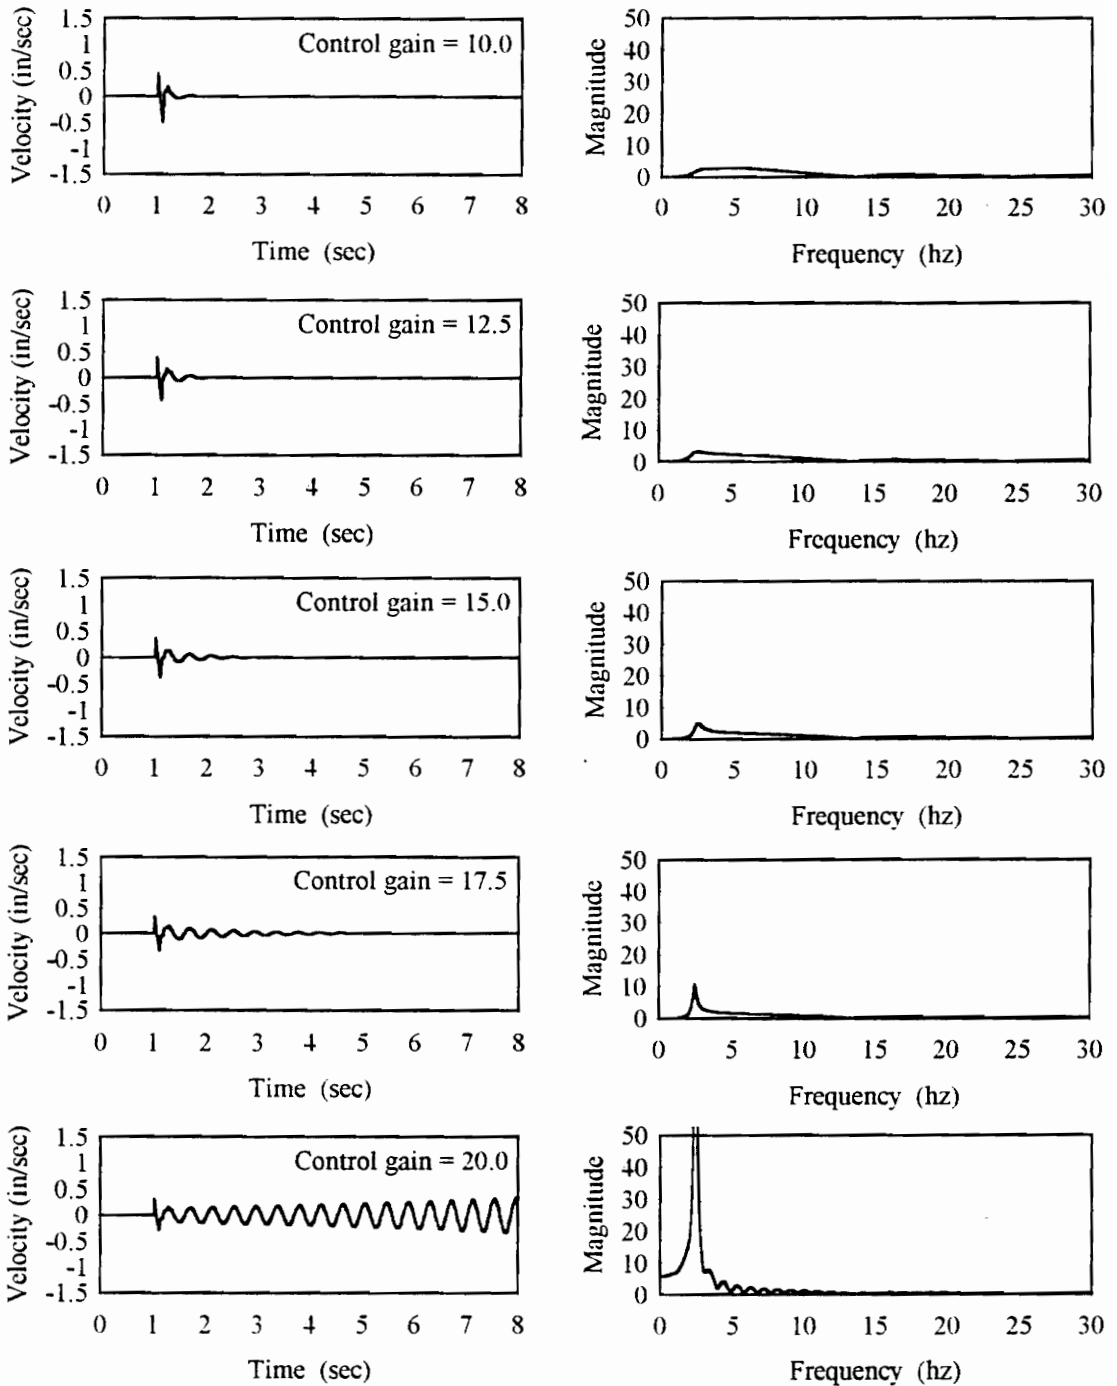 Velocity (in/sec)
1.5
1
0.5
0
-0.5
-1
-1.5
Control gain = 10.0
0 1 2 3 4 5 6 7 8
Time (sec)
Magnitude
50
40
30
20
10
0
0 5 10 15 20 25 30
Frequency (hz)
Velocity (in/sec)
1.5
1
0.5
0
-0.5
-1
-1.5
Control gain = 12.5
0 1 2 3 4 5 6 7 8
Time (sec)
Magnitude
50
40
30
20
10
0
0 5 10 15 20 25 30
Frequency (hz)
Velocity (in/sec)
1.5
1
0.5
0
-0.5
-1
-1.5
Control gain = 15.0
0 1 2 3 4 5 6 7 8
Time (sec)
Magnitude
50
40
30
20
10
0
0 5 10 15 20 25 30
Frequency (hz)
Velocity (in/sec)
1.5
1
0.5
0
-0.5
-1
-1.5
Control gain = 17.5
0 1 2 3 4 5 6 7 8
Time (sec)
Magnitude
50
40
30
20
10
0
0 5 10 15 20 25 30
Frequency (hz)
Velocity (in/sec)
1.5
1
0.5
0
-0.5
-1
-1.5
Control gain = 20.0
0 1 2 3 4 5 6 7 8
Time (sec)
Magnitude
50
40
30
20
10
0
0 5 10 15 20 25 30
Frequency (hz)